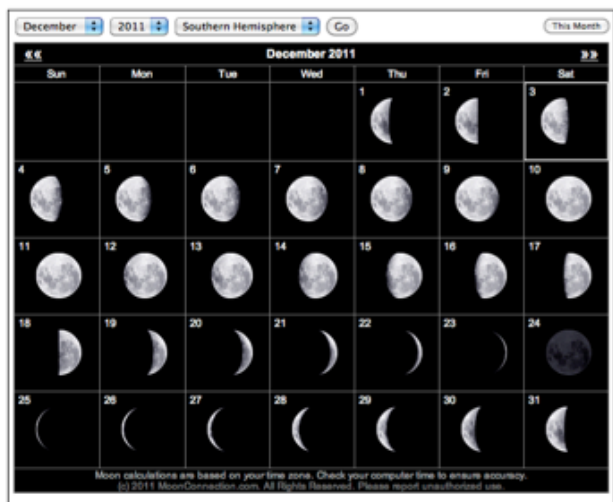 December 2011 Southern Hemisphere Go This Month
«« December 2011 »»
Sun Mon Tue Wed Thu Fri Sat
1 2 3
4 5 6 7 8 9 10
11 12 13 14 15 16 17
18 19 20 21 22 23 24
25 26 27 28 29 30 31
Moon calculations are based on your time zone. Check your computer time to ensure accuracy.
(c) 2011 MoonConnection.com. All Rights Reserved. Please report unauthorized use.